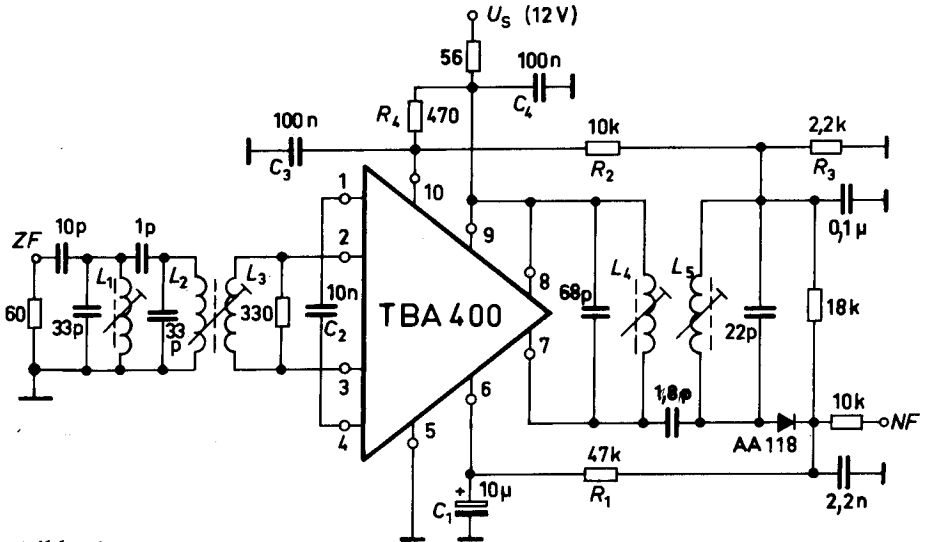 U_S (12V)
56
100n
C4
R4
470
100n
C3
10k
R2
2,2k
R3
1
10
2
9
0,1µ
ZF
10p
1p
L1
L2
L3
8
L4
L5
60
33p
33p
330
10n
C2
TBA 400
68p
22p
18k
7
3
6
1,8p
4
5
AA 118
10k
NF
47k
R1
2,2n
+
10µ
C1